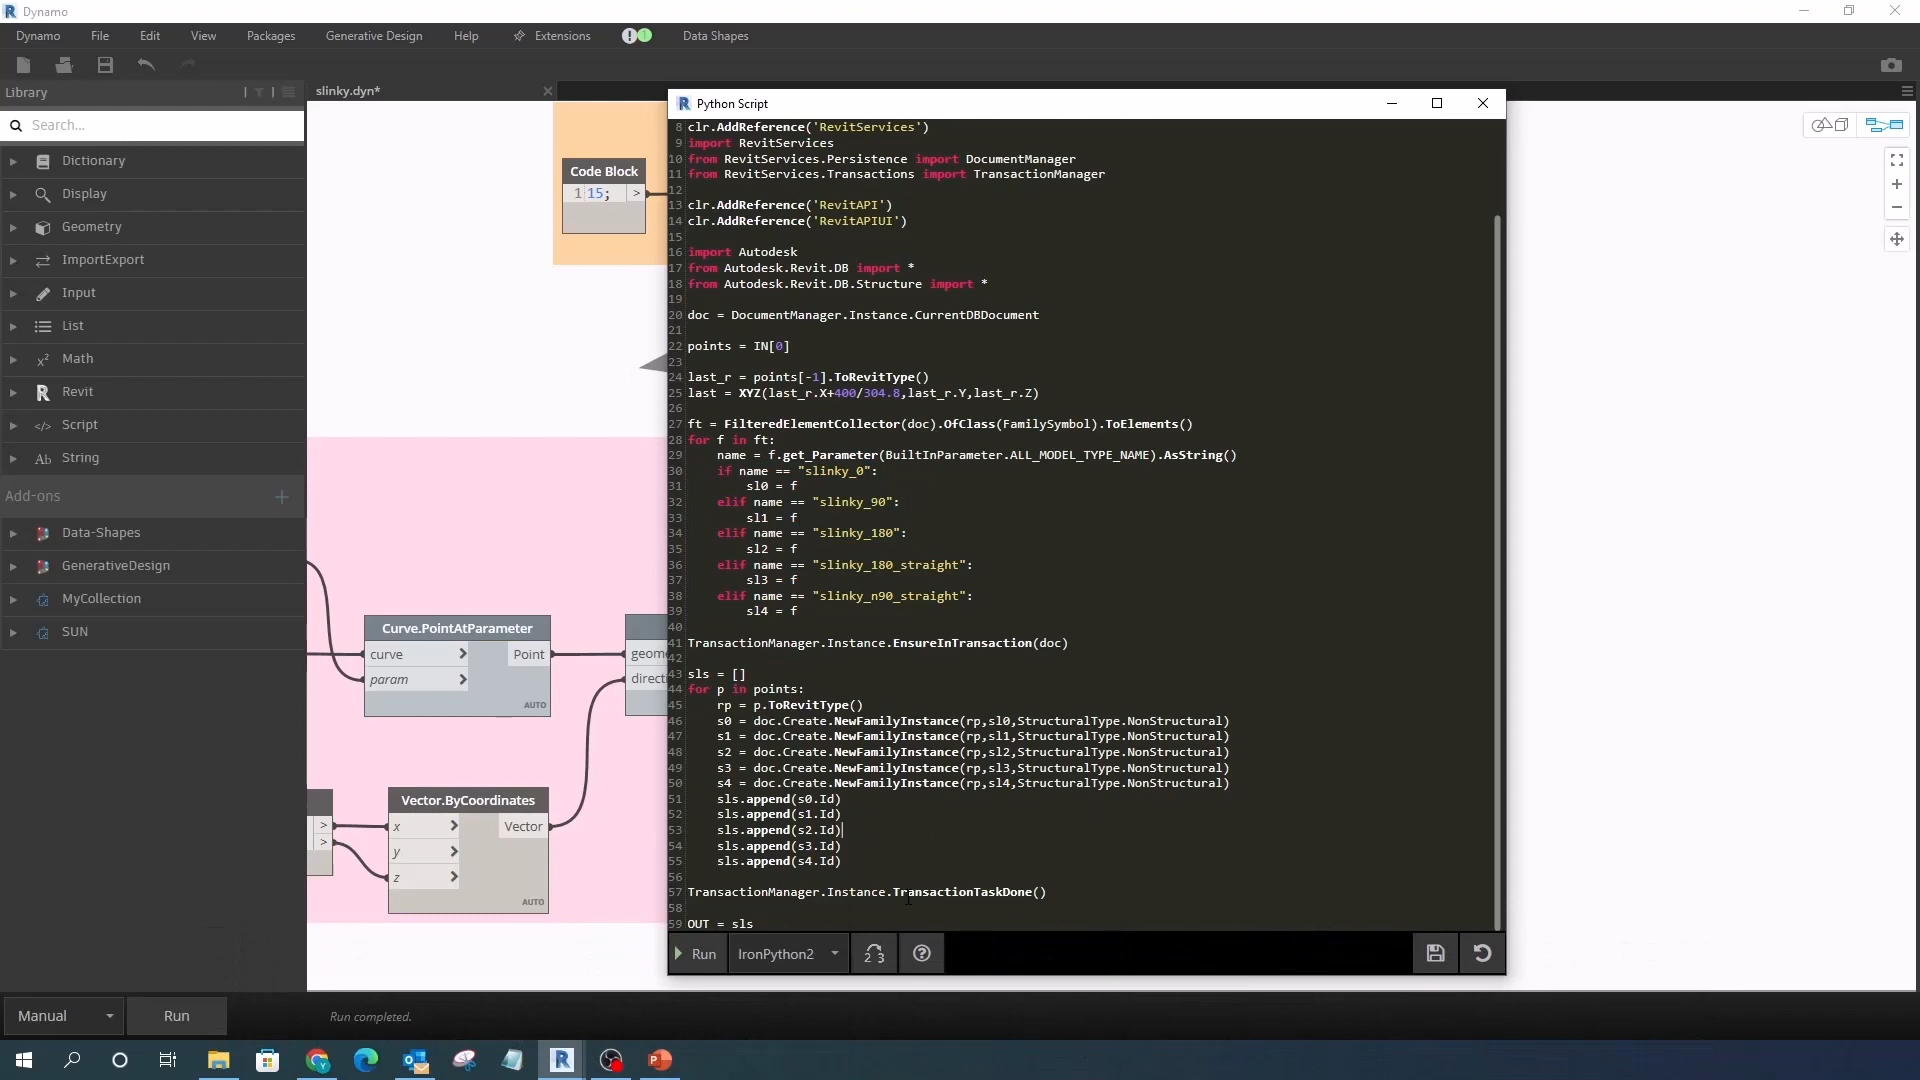 Dynamo
Dynamo File Edit View Packages Generative Design Help Extensions ! 1 Data Shapes
Library
slinky.dyn*
Search...
Dictionary
Display
Geometry
ImportExport
Input
List
Math
Revit
Script
String
Add-ons
Data-Shapes
GenerativeDesign
MyCollection
SUN
Code Block
1 15; >
Curve.PointAtParameter
curve > Point
param >
AUTO
geom
directi
> Vector.ByCoordinates
x > Vector
y >
z >
AUTO
Python Script
8 clr.AddReference('RevitServices')
9 import RevitServices
10 from RevitServices.Persistence import DocumentManager
11 from RevitServices.Transactions import TransactionManager
12
13 clr.AddReference('RevitAPI')
14 clr.AddReference('RevitAPIUI')
15
16 import Autodesk
17 from Autodesk.Revit.DB import *
18 from Autodesk.Revit.DB.Structure import *
19
20 doc = DocumentManager.Instance.CurrentDBDocument
21
22 points = IN[0]
23
24 last_r = points[-1].ToRevitType()
25 last = XYZ(last_r.X+400/304.8,last_r.Y,last_r.Z)
26
27 ft = FilteredElementCollector(doc).OfClass(FamilySymbol).ToElements()
28 for f in ft:
29     name = f.get_Parameter(BuiltInParameter.ALL_MODEL_TYPE_NAME).AsString()
30     if name == "slinky_0":
31         sl0 = f
32     elif name == "slinky_90":
33         sl1 = f
34     elif name == "slinky_180":
35         sl2 = f
36     elif name == "slinky_180_straight":
37         sl3 = f
38     elif name == "slinky_n90_straight":
39         sl4 = f
40
41 TransactionManager.Instance.EnsureInTransaction(doc)
42
43 sls = []
44 for p in points:
45     rp = p.ToRevitType()
46     s0 = doc.Create.NewFamilyInstance(rp,sl0,StructuralType.NonStructural)
47     s1 = doc.Create.NewFamilyInstance(rp,sl1,StructuralType.NonStructural)
48     s2 = doc.Create.NewFamilyInstance(rp,sl2,StructuralType.NonStructural)
49     s3 = doc.Create.NewFamilyInstance(rp,sl3,StructuralType.NonStructural)
50     s4 = doc.Create.NewFamilyInstance(rp,sl4,StructuralType.NonStructural)
51     sls.append(s0.Id)
52     sls.append(s1.Id)
53     sls.append(s2.Id)
54     sls.append(s3.Id)
55     sls.append(s4.Id)
56
57 TransactionManager.Instance.TransactionTaskDone()
58
59 OUT = sls
Run IronPython2 2 3 ?
Manual Run Run completed.